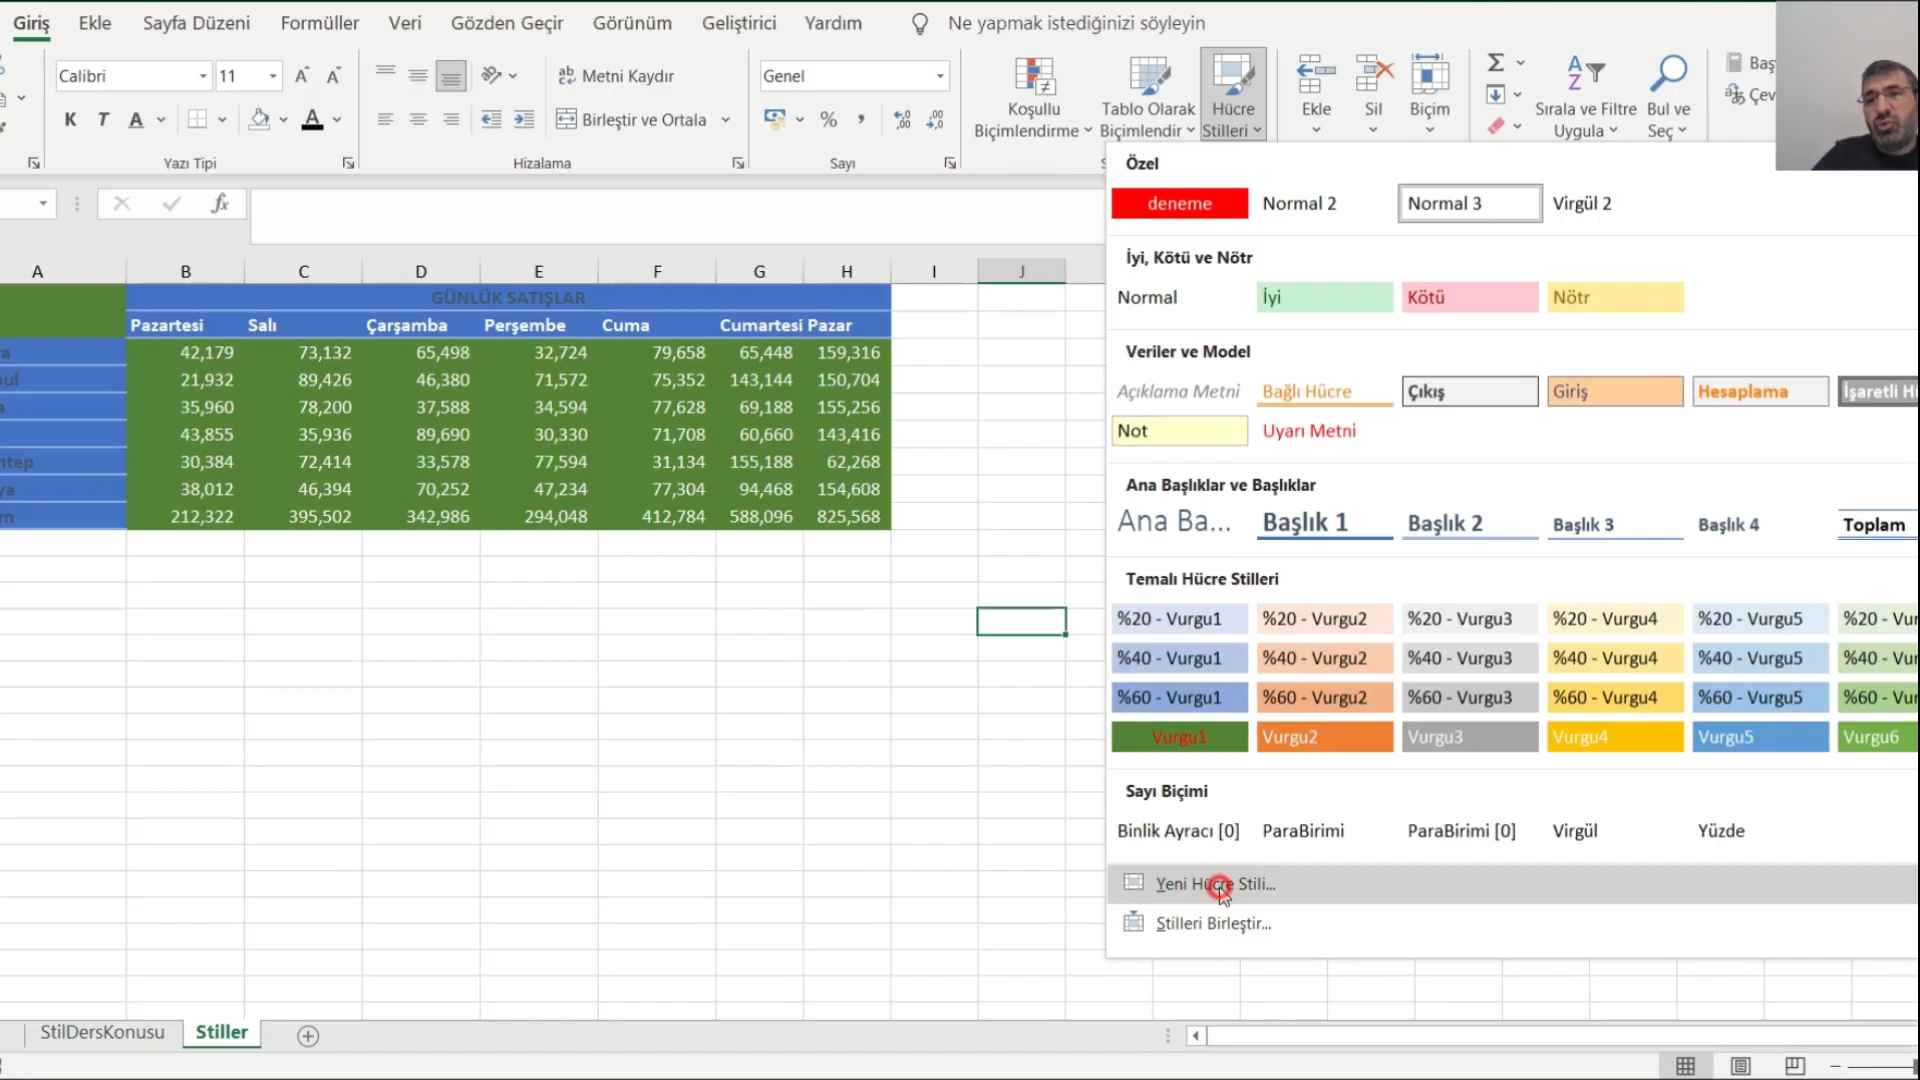 Giriş Ekle Sayfa Düzeni Formüller Veri Gözden Geçir Görünüm Geliştirici Yardım Ne yapmak istediğinizi söyleyin
Calibri 11 Metni Kaydır Genel
K T A A Birleştir ve Ortala %
Yazı Tipi Hizalama Sayı
Koşullu Biçimlendirme
Tablo Olarak Biçimlendir
Hücre Stilleri
Ekle Sil Biçim
Sırala ve Filtre Uygula
Bul ve Seç
fx
A B C D E F G H I J
GÜNLÜK SATIŞLAR
Pazartesi Salı Çarşamba Perşembe Cuma Cumartesi Pazar
42,179 73,132 65,498 32,724 79,658 65,448 159,316
21,932 89,426 46,380 71,572 75,352 143,144 150,704
35,960 78,200 37,588 34,594 77,628 69,188 155,256
43,855 35,936 89,690 30,330 71,708 60,660 143,416
ntep 30,384 72,414 33,578 77,594 31,134 155,188 62,268
ya 38,012 46,394 70,252 47,234 77,304 94,468 154,608
m 212,322 395,502 342,986 294,048 412,784 588,096 825,568
Özel
deneme Normal 2 Normal 3 Virgül 2
İyi, Kötü ve Nötr
Normal İyi Kötü Nötr
Veriler ve Model
Açıklama Metni Bağlı Hücre Çıkış Giriş Hesaplama İşaretli Hü
Not Uyarı Metni
Ana Başlıklar ve Başlıklar
Ana Ba... Başlık 1 Başlık 2 Başlık 3 Başlık 4 Toplam
Temalı Hücre Stilleri
%20 - Vurgu1 %20 - Vurgu2 %20 - Vurgu3 %20 - Vurgu4 %20 - Vurgu5 %20 - Vur
%40 - Vurgu1 %40 - Vurgu2 %40 - Vurgu3 %40 - Vurgu4 %40 - Vurgu5 %40 - Vur
%60 - Vurgu1 %60 - Vurgu2 %60 - Vurgu3 %60 - Vurgu4 %60 - Vurgu5 %60 - Vur
Vurgu1 Vurgu2 Vurgu3 Vurgu4 Vurgu5 Vurgu6
Sayı Biçimi
Binlik Ayracı [0] ParaBirimi ParaBirimi [0] Virgül Yüzde
Yeni Hücre Stili...
Stilleri Birleştir...
StilDersKonusu Stiller